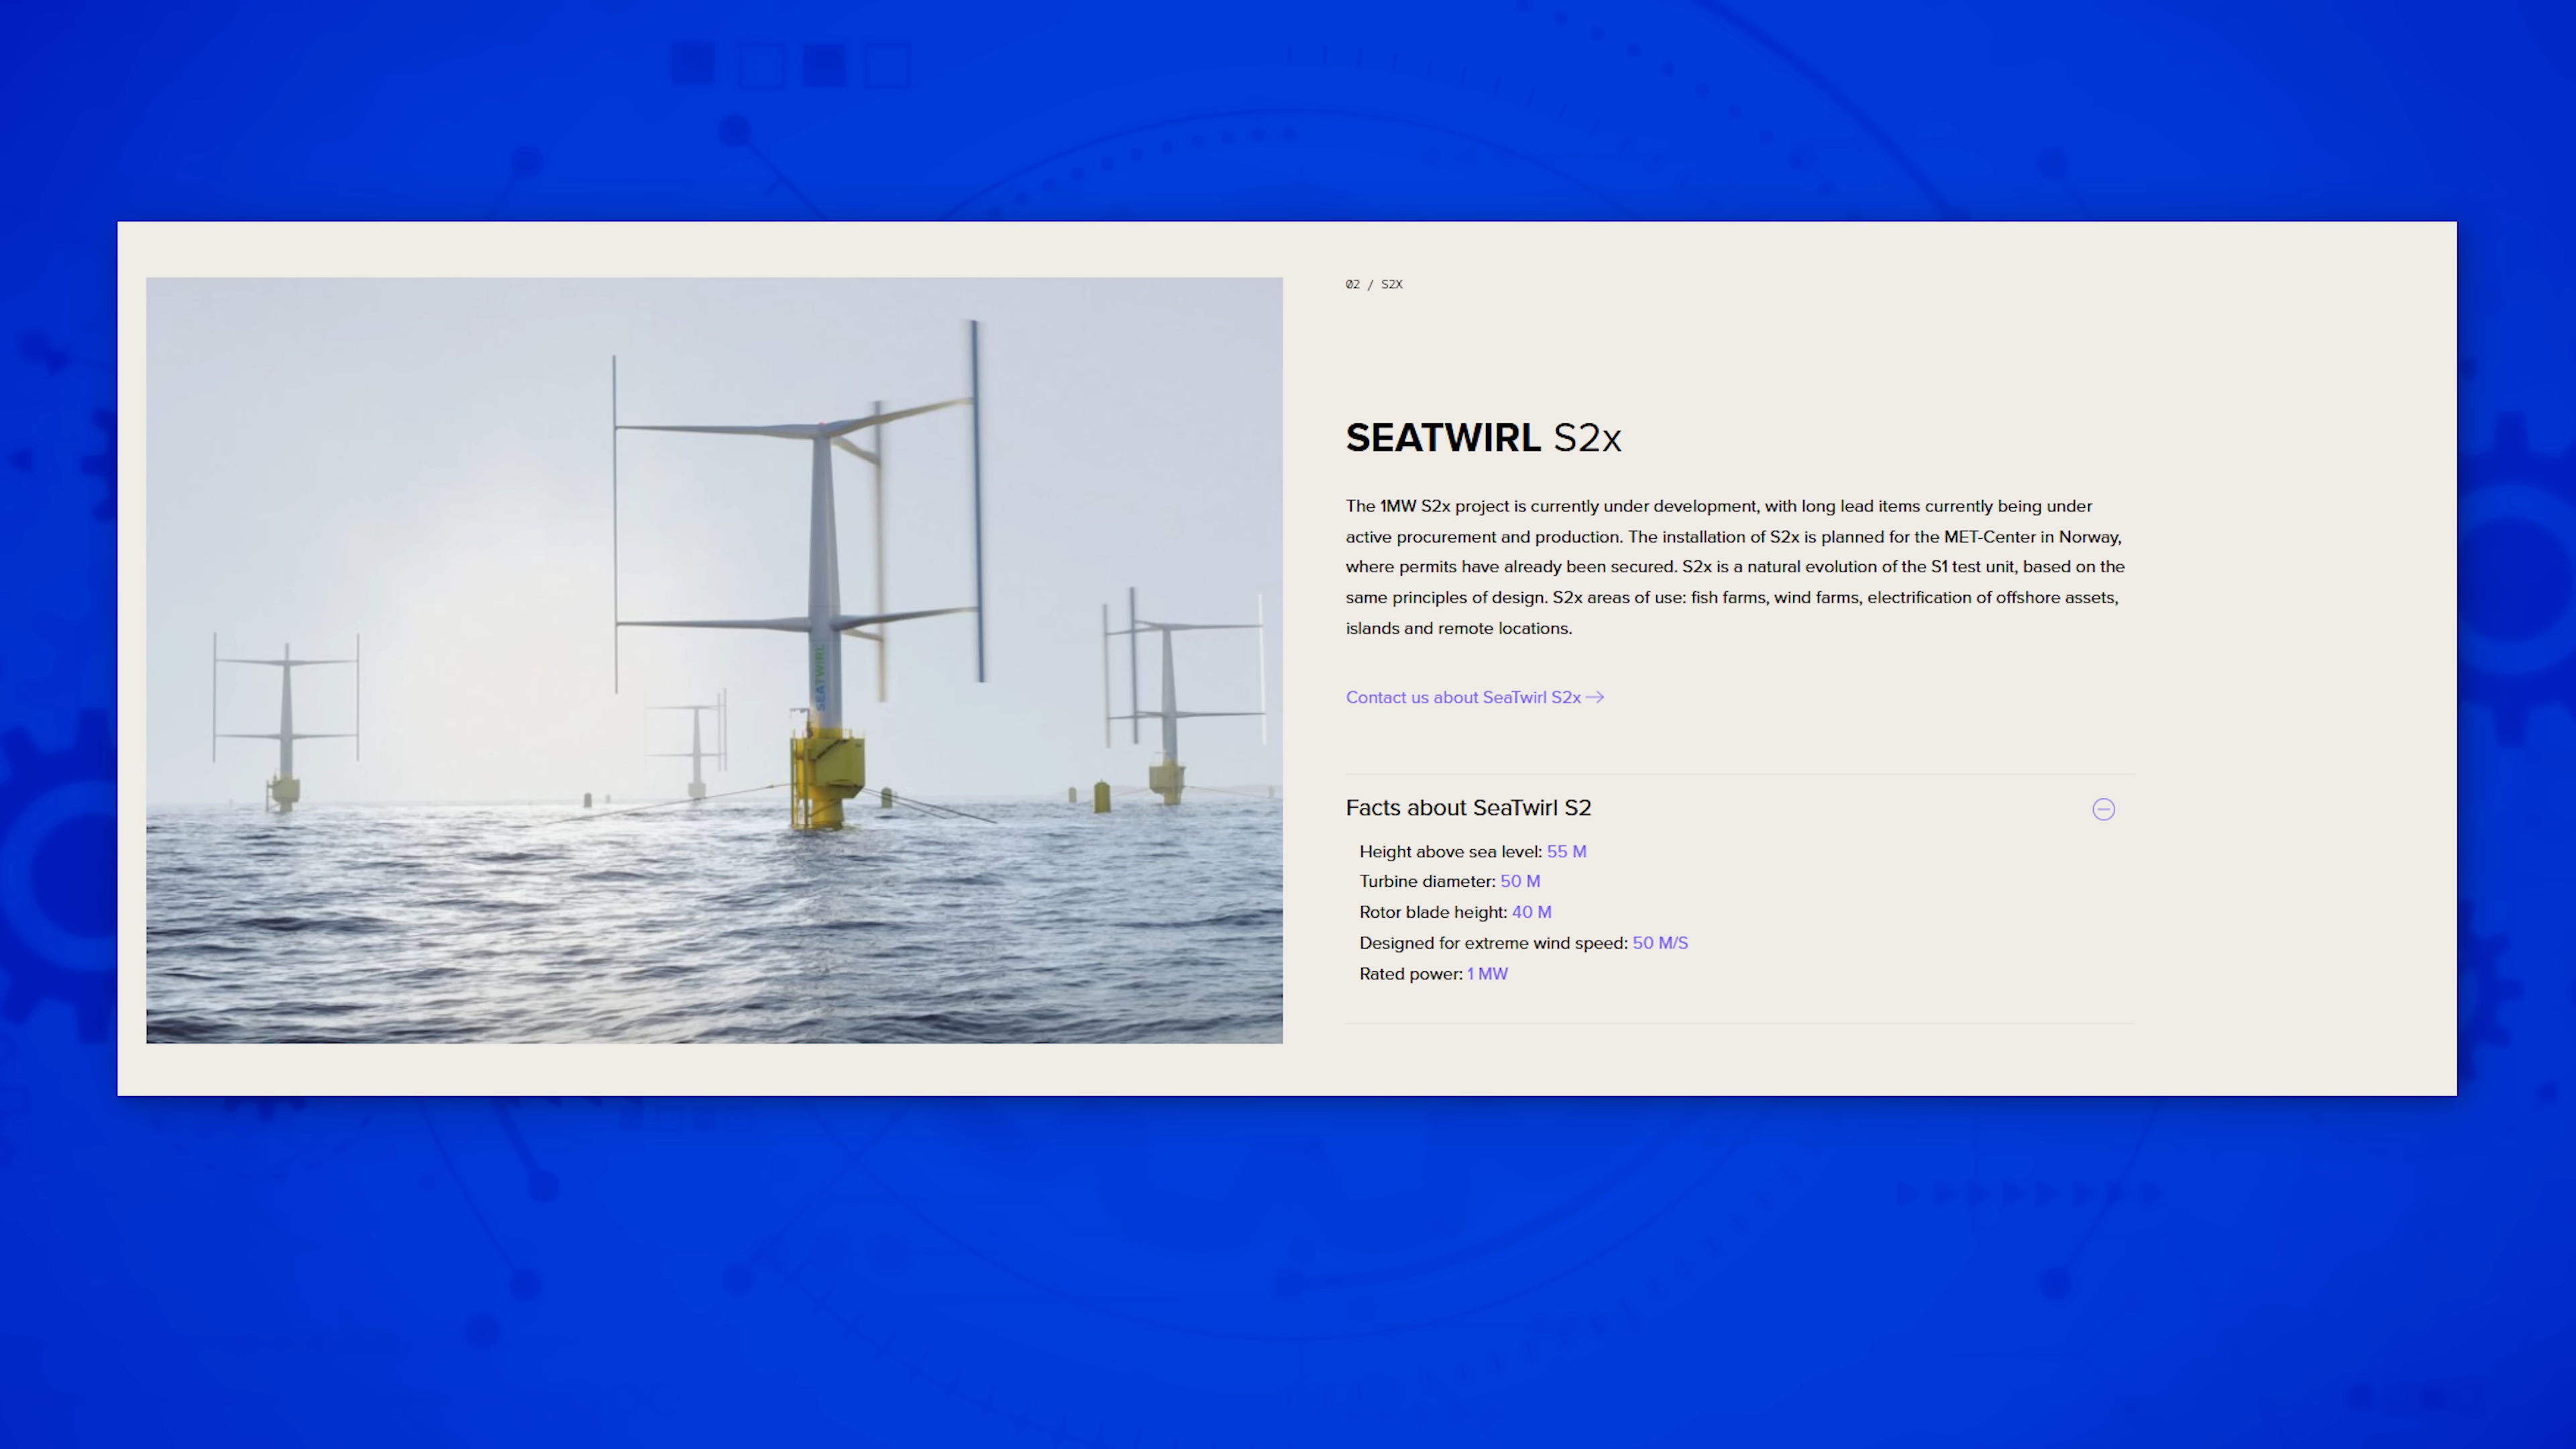 02 / S2X
SEATWIRL S2x
The 1MW S2x project is currently under development, with long lead items currently being under
active procurement and production. The installation of S2x is planned for the MET-Center in Norway,
where permits have already been secured. S2x is a natural evolution of the S1 test unit, based on the
same principles of design. S2x areas of use: fish farms, wind farms, electrification of offshore assets,
islands and remote locations.
Contact us about SeaTwirl S2x →
Facts about SeaTwirl S2
Height above sea level: 55 M
Turbine diameter: 50 M
Rotor blade height: 40 M
Designed for extreme wind speed: 50 M/S
Rated power: 1 MW
SEATWIRL